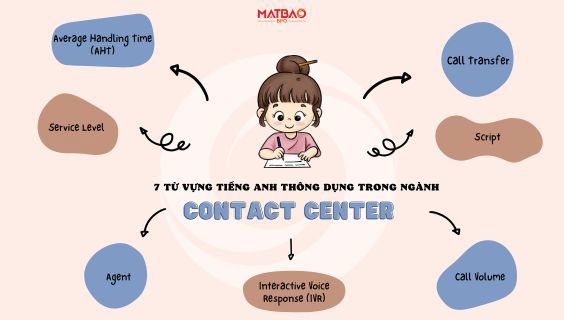 MATBAO
BPO
Average Handling Time
(AHT)
Call Transfer
Service Level
Script
7 TỪ VỰNG TIẾNG ANH THÔNG DỤNG TRONG NGÀNH
CONTACT CENTER
Agent
Interactive Voice
Response (IVR)
Call Volume